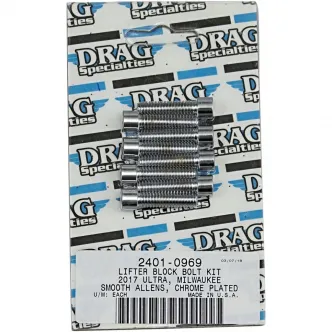 DRAG
Specialties
DRAG
Specialties
DRAG
Specialties
DRAG
2401-0969
LIFTER BLOCK BOLT KIT
2017 ULTRA, MILWAUKEE
SMOOTH ALLENS, CHROME PLATED
U/M: EACH
MADE IN U.S.A.